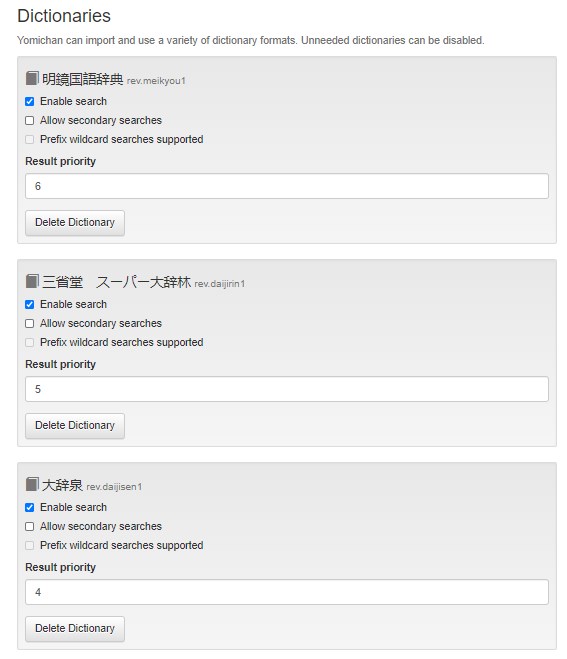 Dictionaries
Yomichan can import and use a variety of dictionary formats. Unneeded dictionaries can be disabled.
明鏡国語辞典 rev.meikyou1
Enable search
Allow secondary searches
Prefix wildcard searches supported
Result priority
6
Delete Dictionary
三省堂　スーパー大辞林 rev.daijirin1
Enable search
Allow secondary searches
Prefix wildcard searches supported
Result priority
5
Delete Dictionary
大辞泉 rev.daijisen1
Enable search
Allow secondary searches
Prefix wildcard searches supported
Result priority
4
Delete Dictionary